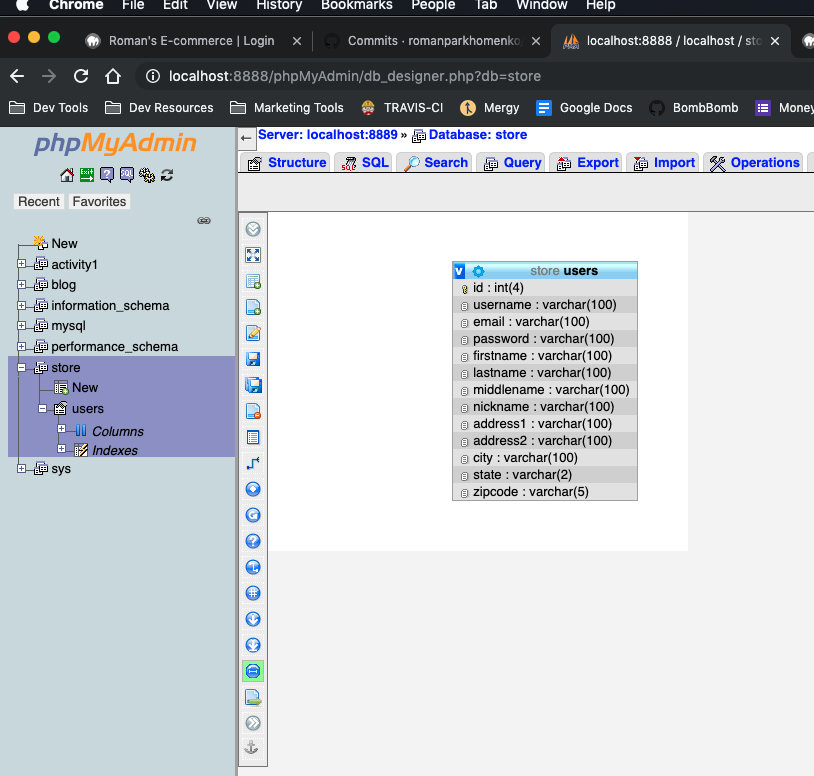 Chrome File Edit View History Bookmarks People Tab Window Help
Roman's E-commerce | Login Commits · romanparkhomenko localhost:8888 / localhost / sto
localhost:8888/phpMyAdmin/db_designer.php?db=store
Dev Tools Dev Resources Marketing Tools TRAVIS-CI Mergy Google Docs BombBomb Money
phpMyAdmin
Recent Favorites
New
activity1
blog
information_schema
mysql
performance_schema
store
New
users
Columns
Indexes
sys
Server: localhost:8889 » Database: store
Structure SQL Search Query Export Import Operations
v store users
id : int(4)
username : varchar(100)
email : varchar(100)
password : varchar(100)
firstname : varchar(100)
lastname : varchar(100)
middlename : varchar(100)
nickname : varchar(100)
address1 : varchar(100)
address2 : varchar(100)
city : varchar(100)
state : varchar(2)
zipcode : varchar(5)